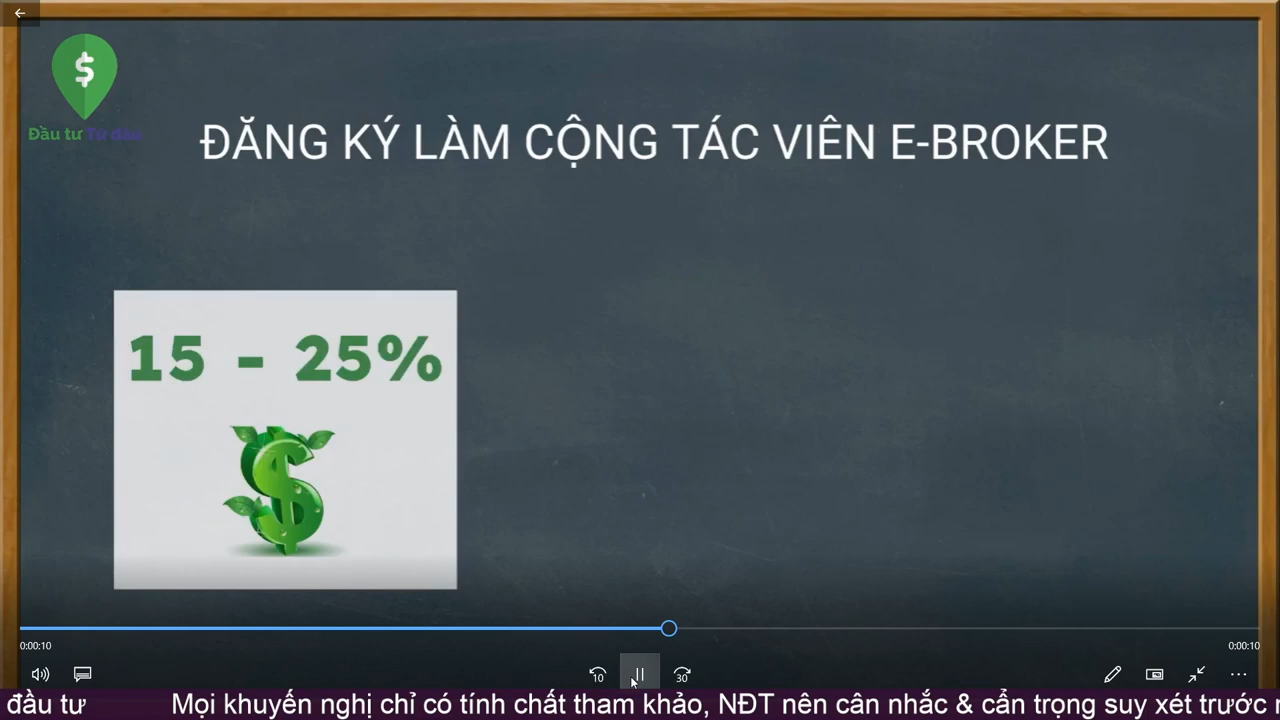 Đầu tư Từ đâu
ĐĂNG KÝ LÀM CỘNG TÁC VIÊN E-BROKER
15 - 25%
0:00:10
0:00:10
10
30
đầu tư Mọi khuyến nghị chỉ có tính chất tham khảo, NĐT nên cân nhắc & cẩn trọng suy xét trước